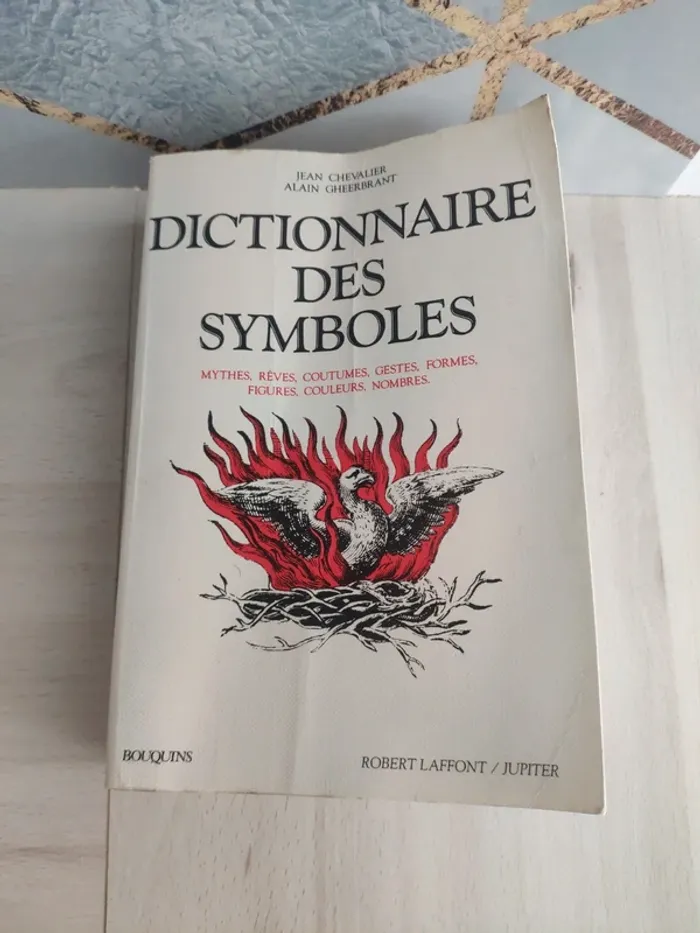 JEAN CHEVALIER
ALAIN GHEERBRANT
DICTIONNAIRE
DES
SYMBOLES
MYTHES, RÊVES, COUTUMES, GESTES, FORMES,
FIGURES, COULEURS, NOMBRES.
BOUQUINS
ROBERT LAFFONT / JUPITER